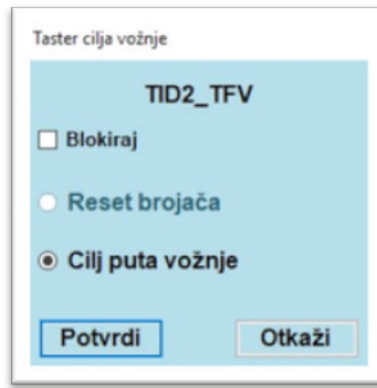 Taster cilja vožnje
TID2_TFV
Blokiraj
Reset brojača
Cilj puta vožnje
Potvrdi Otkaži